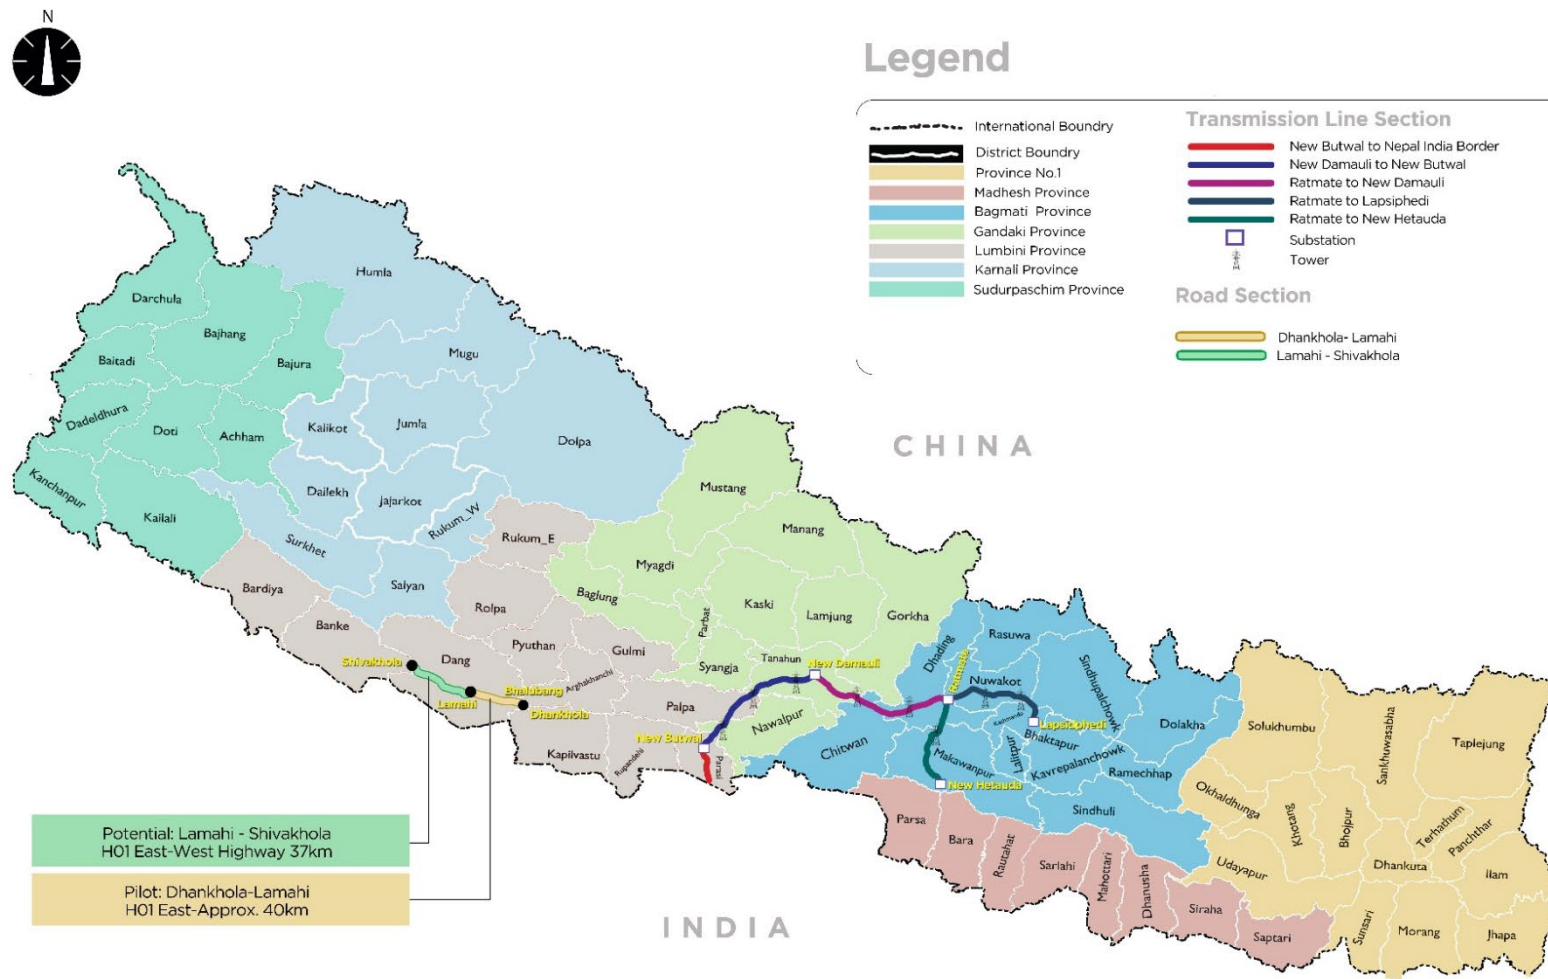 N
Legend
International Boundry
District Boundry
Province No.1
Madhesh Province
Bagmati Province
Gandaki Province
Lumbini Province
Karnali Province
Sudurpaschim Province
Transmission Line Section
New Butwal to Nepal India Border
New Damauli to New Butwal
Ratmate to New Damauli
Ratmate to Lapsiphedi
Ratmate to New Hetauda
Substation
Tower
Road Section
Dhankhola- Lamahi
Lamahi - Shivakhola
CHINA
INDIA
Humla
Darchula
Bajhang
Baitadi
Bajura
Mugu
Dadeldhura
Doti
Achham
Kalikot
Jumla
Dolpa
Kanchanpur
Kailali
Dailekh
Jajarkot
Rukum_W
Surkhet
Salyan
Rukum_E
Mustang
Manang
Myagdi
Bardiya
Banke
Rolpa
Baglung
Parbat
Kaski
Lamjung
Gorkha
Shivakhola
Dang
Pyuthan
Gulmi
Syangja
Tanahun
New Damauli
Dhading
Rasuwa
Ratmate
Nuwakot
Sindhupalchowk
Lamahi
Bhalubang
Dhankhola
Arghakhanchi
Palpa
Nawalpur
New Butwal
Kapilvastu
Rupandehi
Parasi
Chitwan
Makawanpur
Kathmandu
Lapsiphedi
Lalitpur
Bhaktapur
Kavrepalanchowk
Dolakha
Ramechhap
New Hetauda
Sindhuli
Solukhumbu
Sankhuwasabha
Taplejung
Okhaldhunga
Khotang
Bhojpur
Terhathum
Panchthar
Dhankuta
Ilam
Udayapur
Parsa
Bara
Rautahat
Sarlahi
Mahottari
Dhanusha
Siraha
Saptari
Sunsari
Morang
Jhapa
Potential: Lamahi - Shivakhola
H01 East-West Highway 37km
Pilot: Dhankhola-Lamahi
H01 East-Approx. 40km